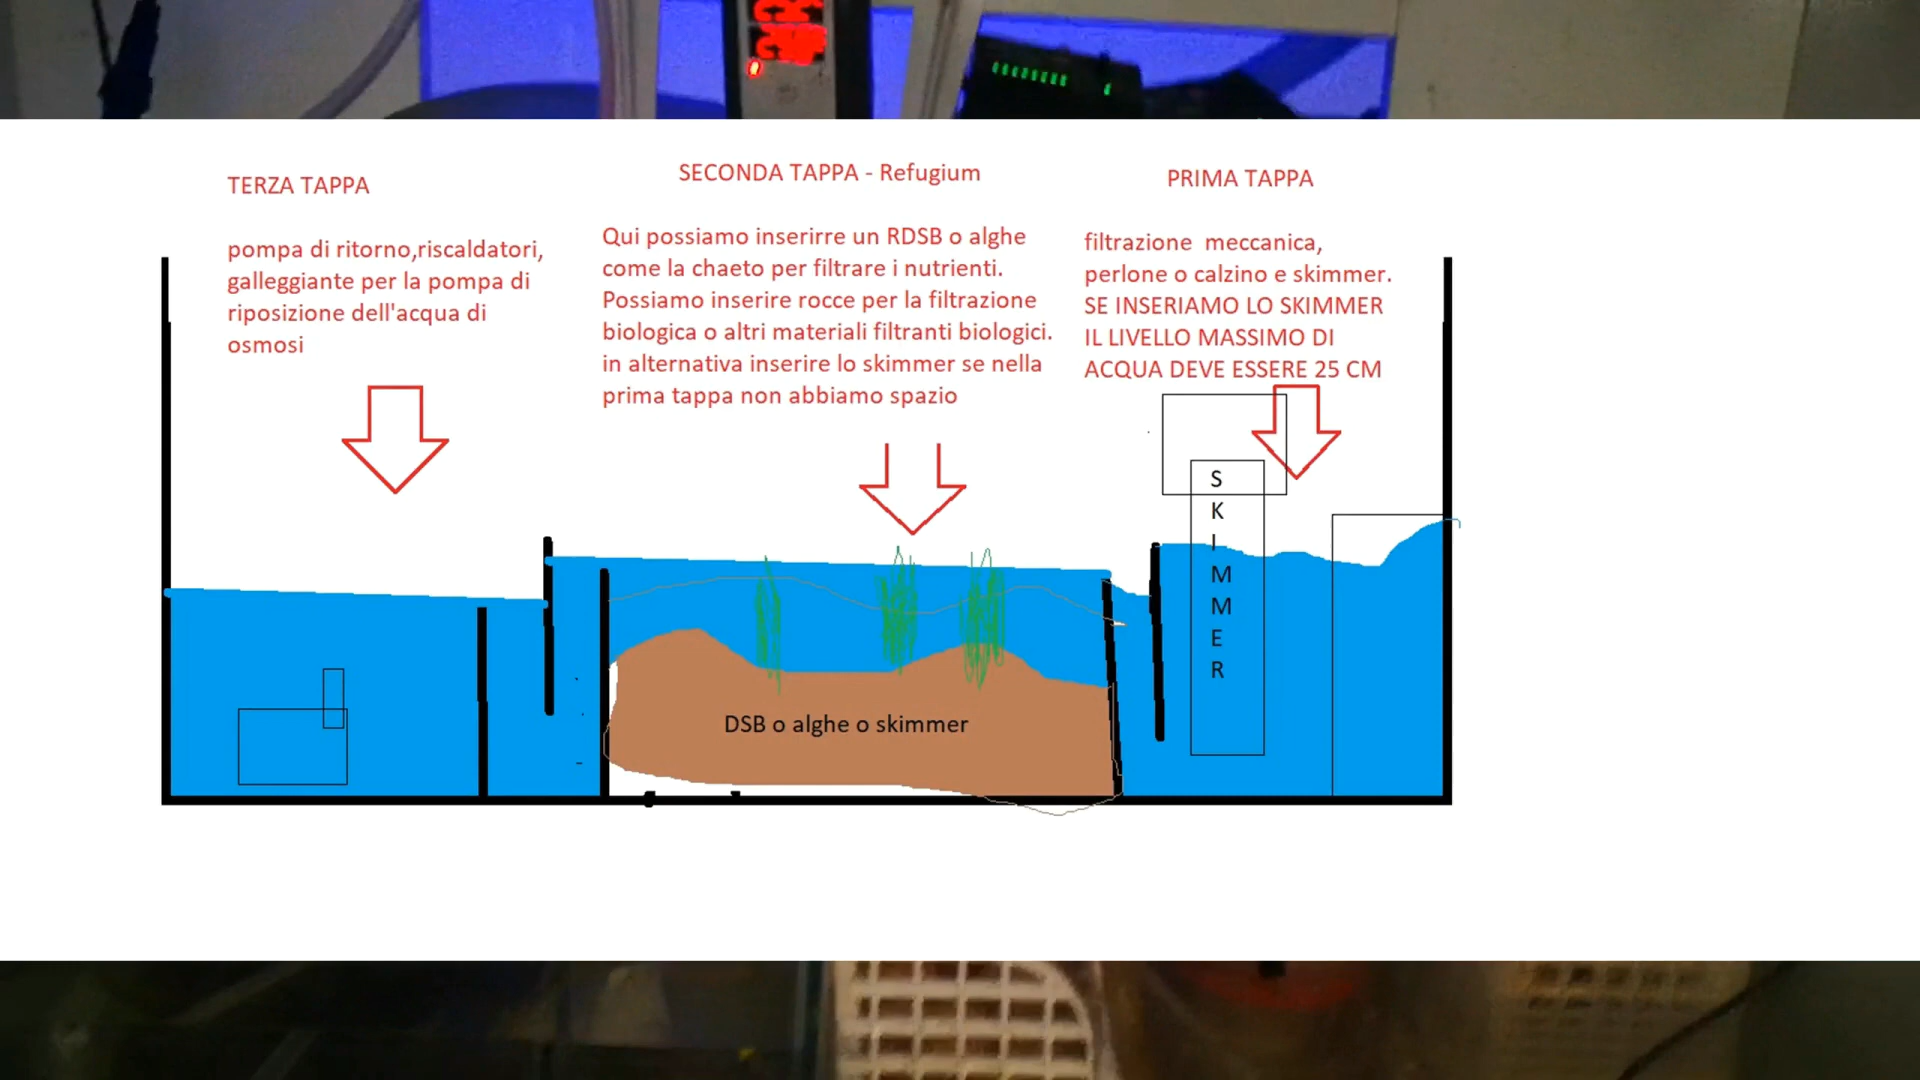 TERZA TAPPA
pompa di ritorno,riscaldatori,
galleggiante per la pompa di
riposizione dell'acqua di
osmosi
SECONDA TAPPA - Refugium
Qui possiamo inserirre un RDSB o alghe
come la chaeto per filtrare i nutrienti.
Possiamo inserire rocce per la filtrazione
biologica o altri materiali filtranti biologici.
in alternativa inserire lo skimmer se nella
prima tappa non abbiamo spazio
PRIMA TAPPA
filtrazione  meccanica,
perlone o calzino e skimmer.
SE INSERIAMO LO SKIMMER
IL LIVELLO MASSIMO DI
ACQUA DEVE ESSERE 25 CM
S
K
I
M
M
E
R
DSB o alghe o skimmer